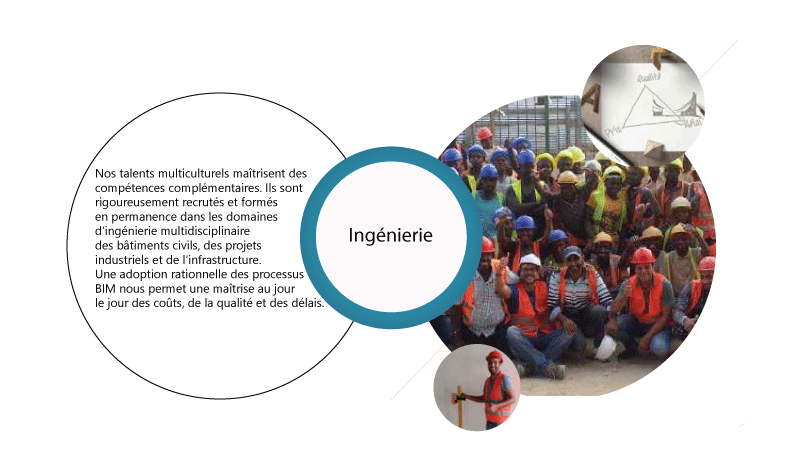 Nos talents multiculturels maîtrisent des
compétences complémentaires. Ils sont
rigoureusement recrutés et formés
en permanence dans les domaines
d’ingénierie multidisciplinaire
des bâtiments civils, des projets
industriels et de l’infrastructure.
Une adoption rationnelle des processus
BIM nous permet une maîtrise au jour
le jour des coûts, de la qualité et des délais.
Ingénierie
Qualité